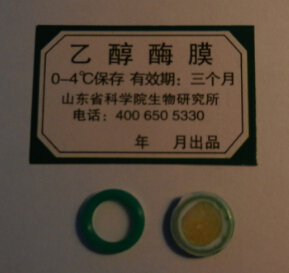 乙醇酶膜
0-4℃保存 有效期：三个月
山东省科学院生物研究所
电话：400 650 5330
年 月出品